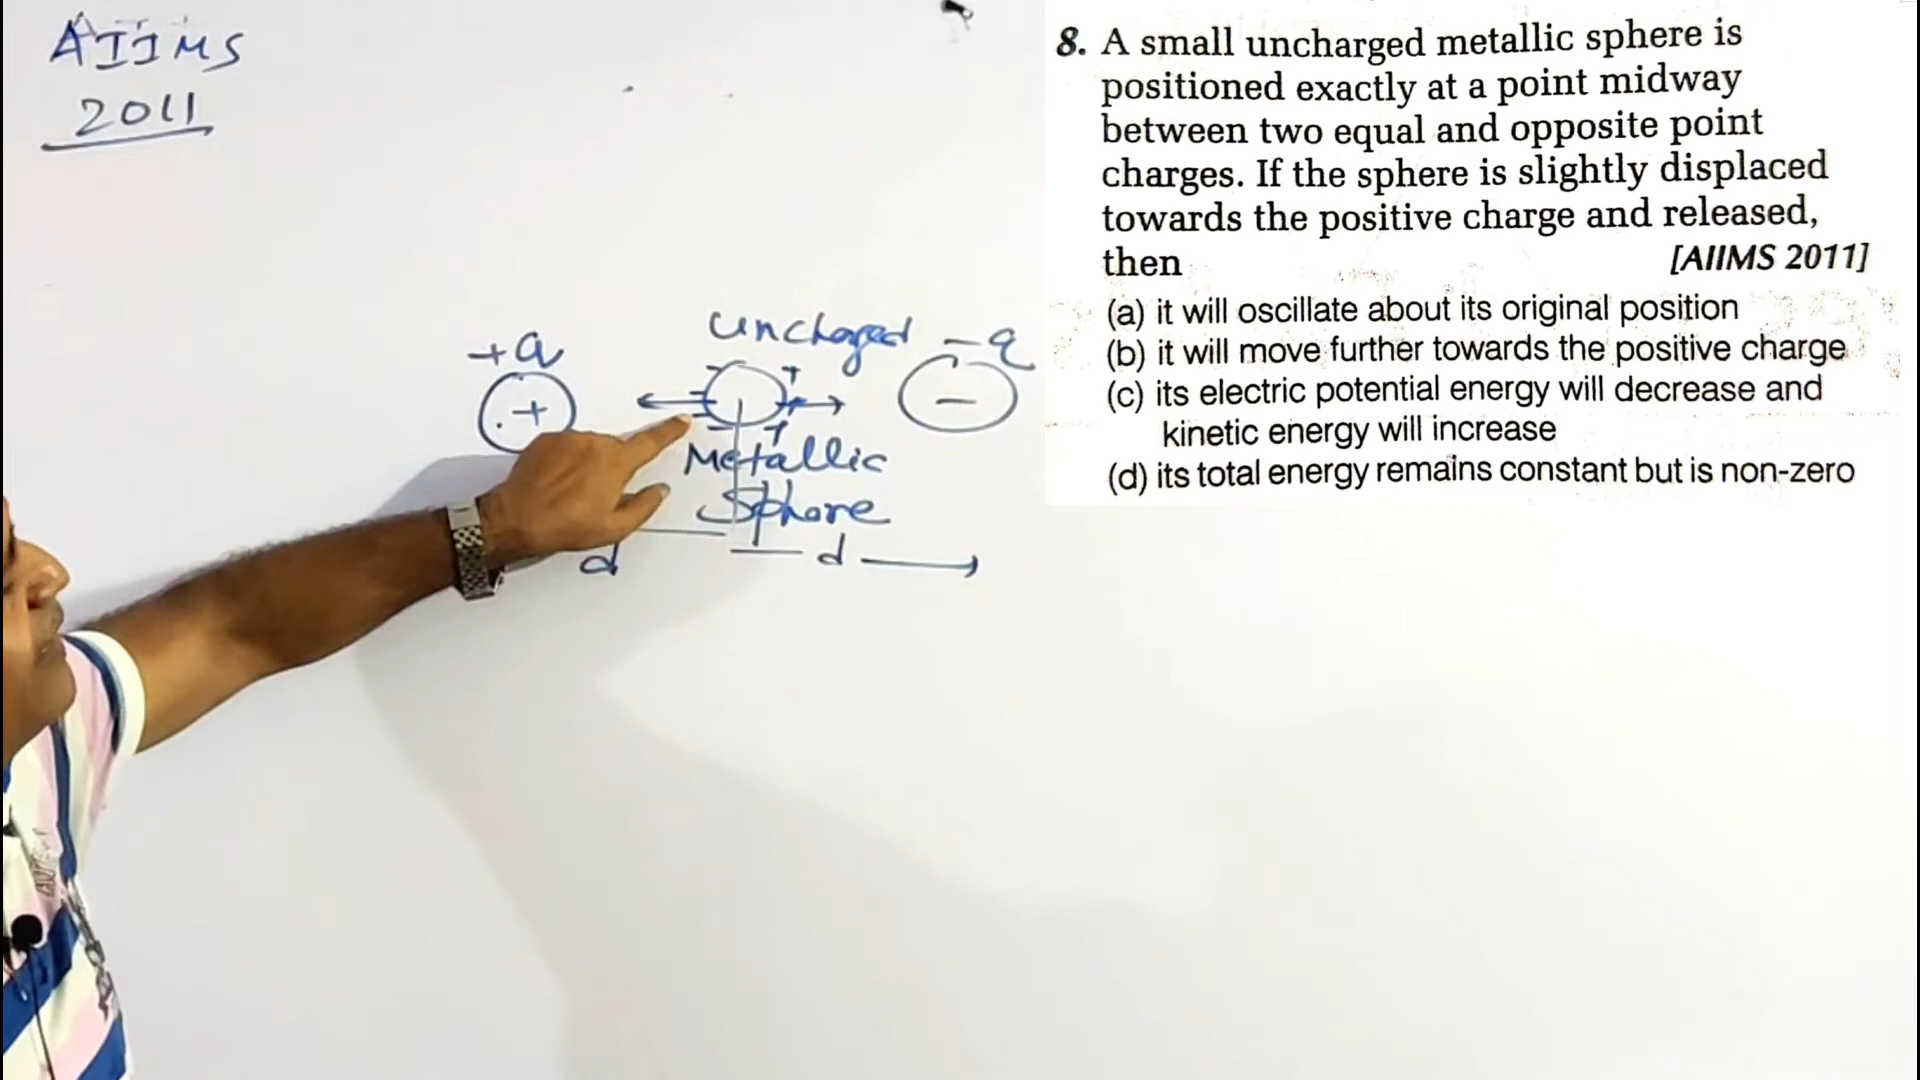 AIIMS
2011
8. A small uncharged metallic sphere is
positioned exactly at a point midway
between two equal and opposite point
charges. If the sphere is slightly displaced
towards the positive charge and released,
then [AIIMS 2011]
(a) it will oscillate about its original position
(b) it will move further towards the positive charge
(c) its electric potential energy will decrease and
kinetic energy will increase
(d) its total energy remains constant but is non-zero
uncharged
+Q
-q
+
-
Metallic
Sphere
d
d